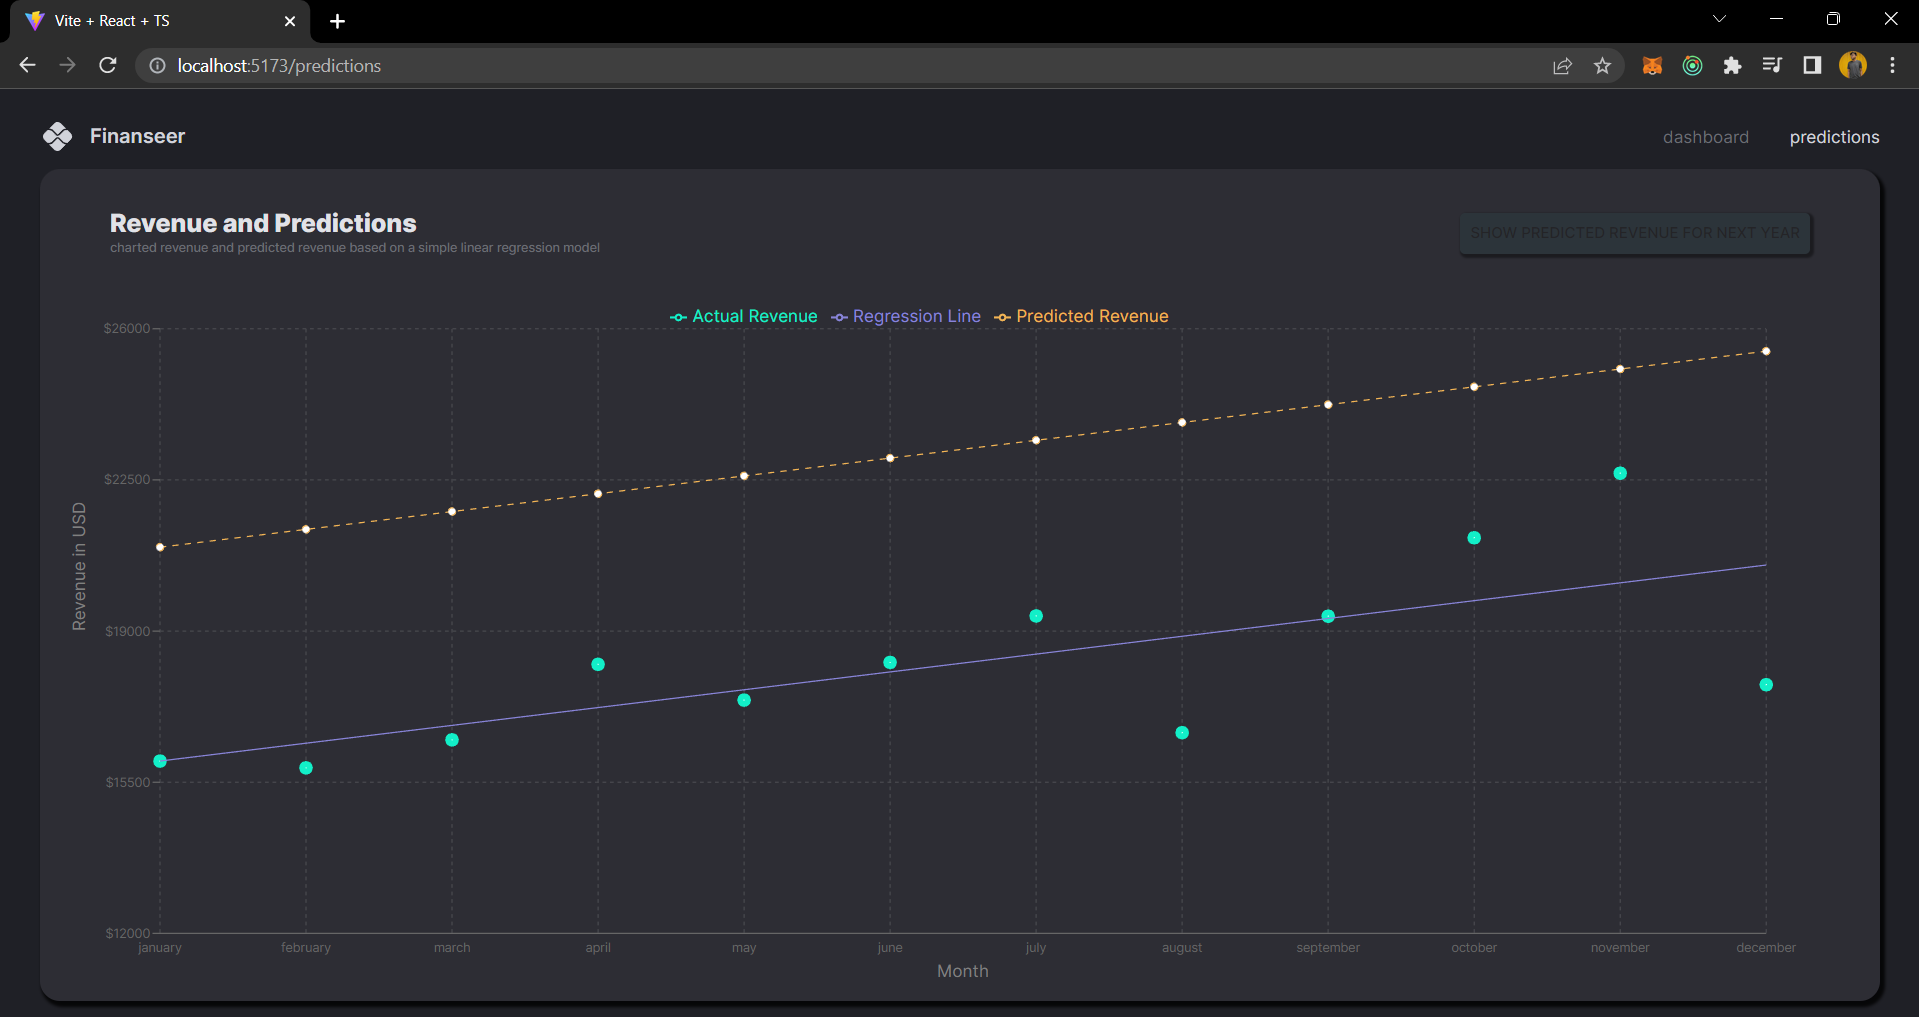 Vite + React + TS
localhost:5173/predictions
Finanseer
dashboard predictions
Revenue and Predictions
charted revenue and predicted revenue based on a simple linear regression model
SHOW PREDICTED REVENUE FOR NEXT YEAR
Actual Revenue Regression Line Predicted Revenue
$26000
$22500
$19000
$15500
$12000
Revenue in USD
january february march april may june july august september october november december
Month